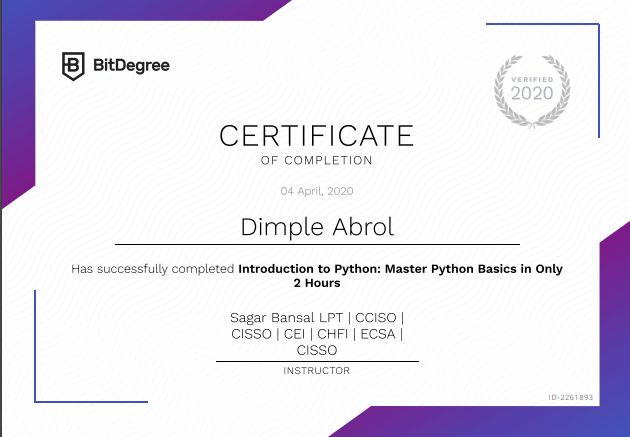 BitDegree
VERIFIED
2020
CERTIFICATE
OF COMPLETION
04 April, 2020
Dimple Abrol
Has successfully completed Introduction to Python: Master Python Basics in Only
2 Hours
Sagar Bansal LPT | CCISO |
CISSO | CEI | CHFI | ECSA |
CISSO
INSTRUCTOR
ID-2261893